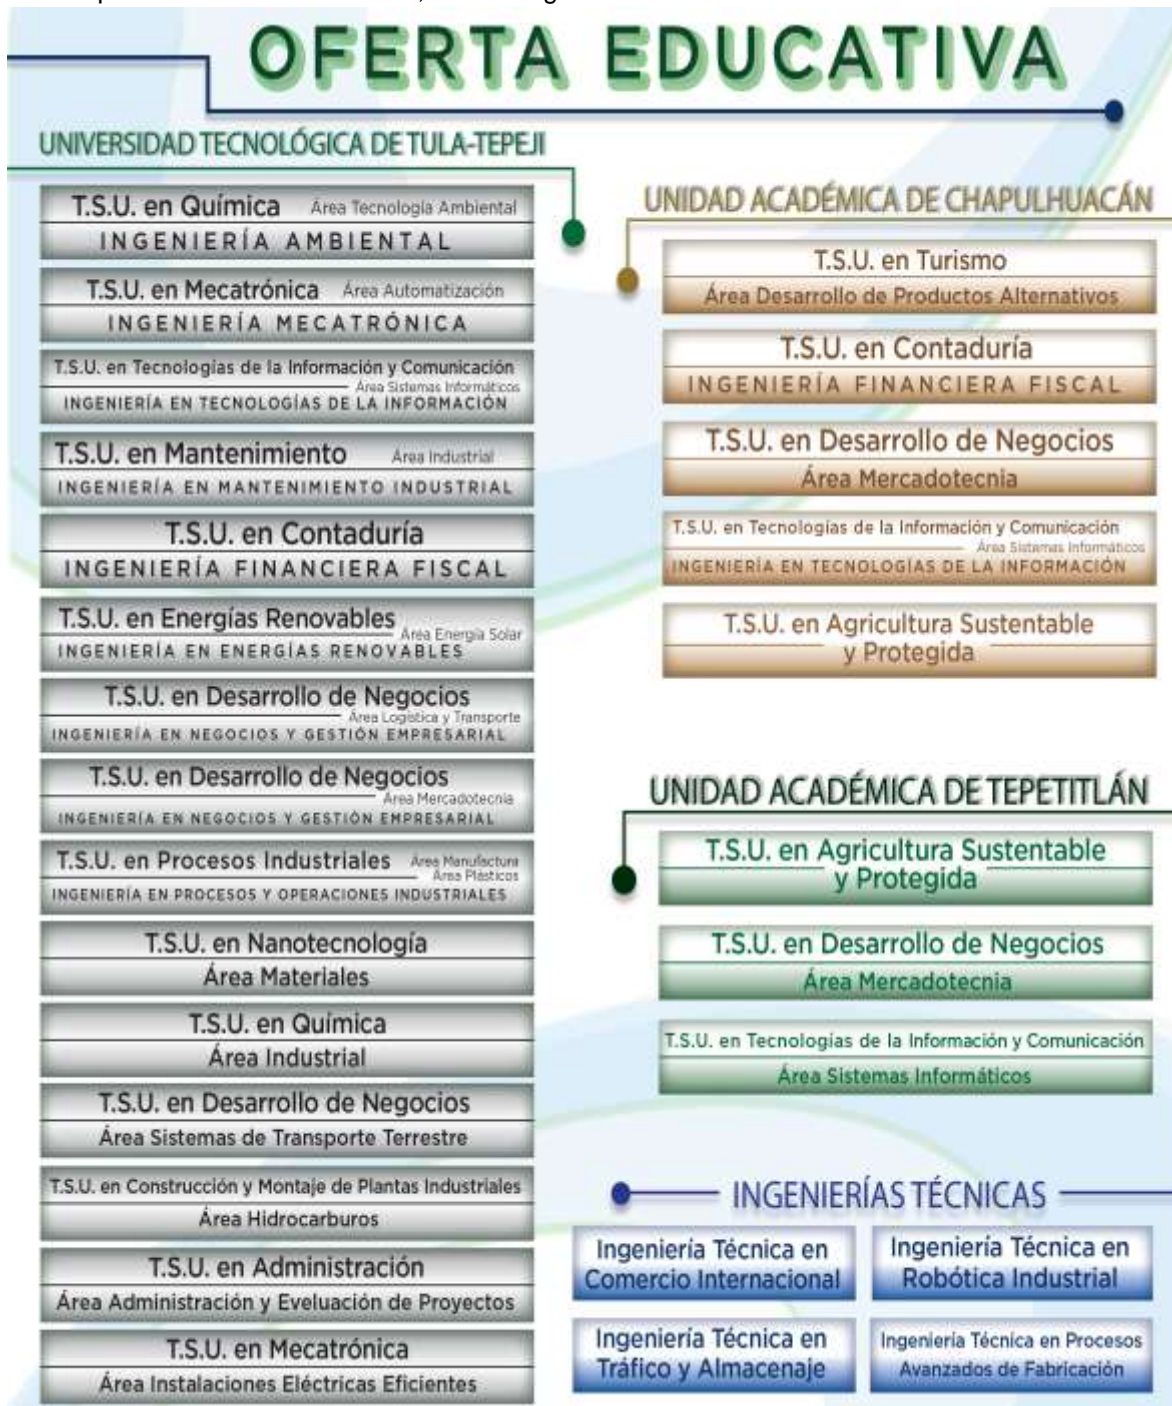 OFERTA EDUCATIVA
UNIVERSIDAD TECNOLÓGICA DE TULA-TEPEJI
T.S.U. en Química Área Tecnología Ambiental
INGENIERÍA AMBIENTAL
T.S.U. en Mecatrónica Área Automatización
INGENIERÍA MECATRÓNICA
T.S.U. en Tecnologías de la Información y Comunicación
Área Sistemas Informáticos
INGENIERÍA EN TECNOLOGÍAS DE LA INFORMACIÓN
T.S.U. en Mantenimiento Área Industrial
INGENIERÍA EN MANTENIMIENTO INDUSTRIAL
T.S.U. en Contaduría
INGENIERÍA FINANCIERA FISCAL
T.S.U. en Energías Renovables
Área Energía Solar
INGENIERÍA EN ENERGÍAS RENOVABLES
T.S.U. en Desarrollo de Negocios
Área Logística y Transporte
INGENIERÍA EN NEGOCIOS Y GESTIÓN EMPRESARIAL
T.S.U. en Desarrollo de Negocios
Área Mercadotecnia
INGENIERÍA EN NEGOCIOS Y GESTIÓN EMPRESARIAL
T.S.U. en Procesos Industriales Área Manufactura
Área Plásticos
INGENIERÍA EN PROCESOS Y OPERACIONES INDUSTRIALES
T.S.U. en Nanotecnología
Área Materiales
T.S.U. en Química
Área Industrial
T.S.U. en Desarrollo de Negocios
Área Sistemas de Transporte Terrestre
T.S.U. en Construcción y Montaje de Plantas Industriales
Área Hidrocarburos
T.S.U. en Administración
Área Administración y Eveluación de Proyectos
T.S.U. en Mecatrónica
Área Instalaciones Eléctricas Eficientes
UNIDAD ACADÉMICA DE CHAPULHUACÁN
T.S.U. en Turismo
Área Desarrollo de Productos Alternativos
T.S.U. en Contaduría
INGENIERÍA FINANCIERA FISCAL
T.S.U. en Desarrollo de Negocios
Área Mercadotecnia
T.S.U. en Tecnologías de la Información y Comunicación
Área Sistemas Informáticos
INGENIERÍA EN TECNOLOGÍAS DE LA INFORMACIÓN
T.S.U. en Agricultura Sustentable
y Protegida
UNIDAD ACADÉMICA DE TEPETITLÁN
T.S.U. en Agricultura Sustentable
y Protegida
T.S.U. en Desarrollo de Negocios
Área Mercadotecnia
T.S.U. en Tecnologías de la Información y Comunicación
Área Sistemas Informáticos
INGENIERÍAS TÉCNICAS
Ingeniería Técnica en
Comercio Internacional
Ingeniería Técnica en
Robótica Industrial
Ingeniería Técnica en
Tráfico y Almacenaje
Ingeniería Técnica en Procesos
Avanzados de Fabricación